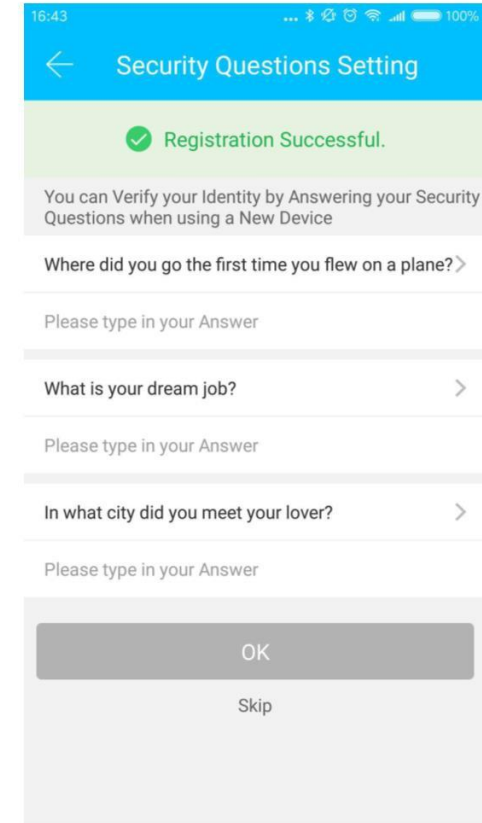 16:43 ... 100%
Security Questions Setting
Registration Successful.
You can Verify your Identity by Answering your Security
Questions when using a New Device
Where did you go the first time you flew on a plane?
Please type in your Answer
What is your dream job?
Please type in your Answer
In what city did you meet your lover?
Please type in your Answer
OK
Skip